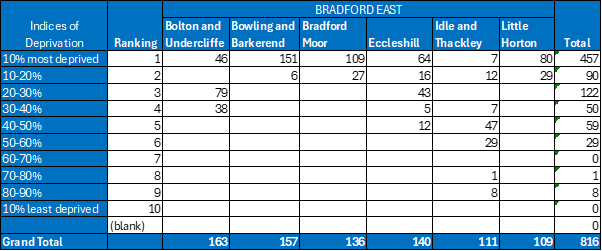 BRADFORD EAST
Indices of Deprivation Ranking Bolton and Undercliffe Bowling and Barkerend Bradford Moor Eccleshill Idle and Thackley Little Horton Total
10% most deprived 1 46 151 109 64 7 80 457
10-20% 2 6 27 16 12 29 90
20-30% 3 79 43 122
30-40% 4 38 5 7 50
40-50% 5 12 47 59
50-60% 6 29 29
60-70% 7 0
70-80% 8 1 1
80-90% 9 8 8
10% least deprived 10 0
(blank) 0
Grand Total 163 157 136 140 111 109 816